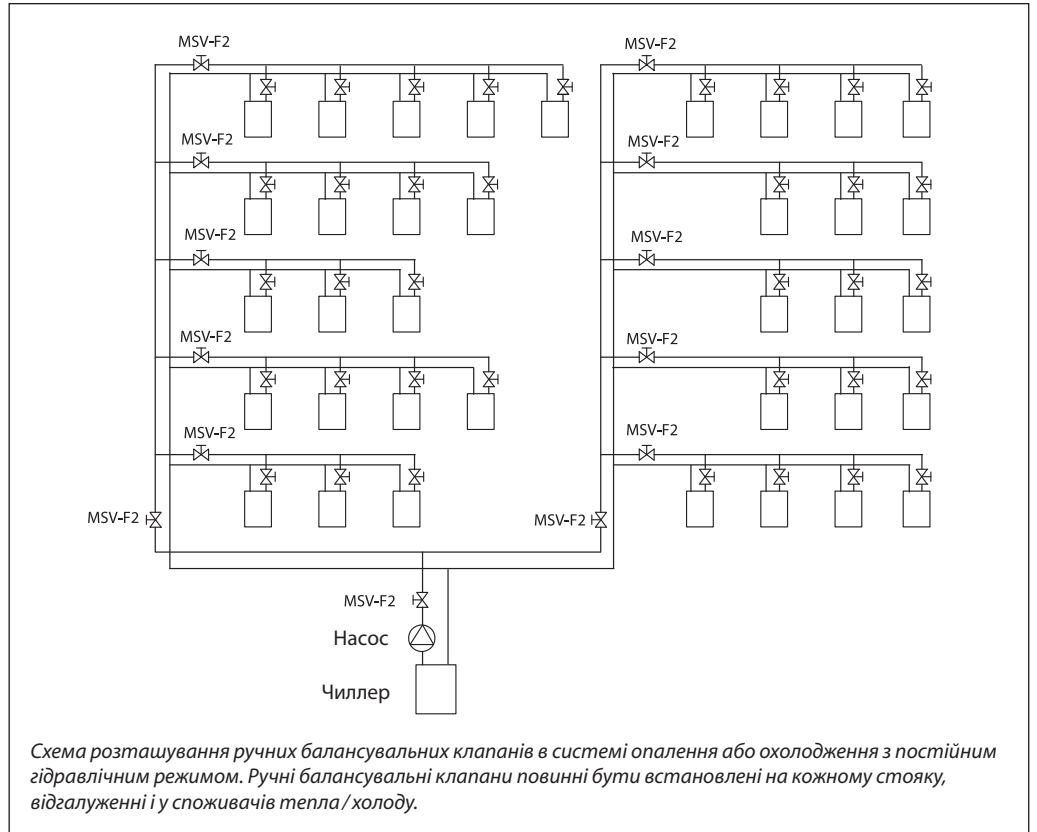 MSV-F2
MSV-F2
MSV-F2
MSV-F2
MSV-F2
MSV-F2
MSV-F2
MSV-F2
MSV-F2
MSV-F2
MSV-F2
MSV-F2
MSV-F2
Насос
Чиллер
Схема розташування ручних балансувальних клапанів в системі опалення або охолодження з постійним
гідравлічним режимом. Ручні балансувальні клапани повинні бути встановлені на кожному стояку,
відгалуженні і у споживачів тепла / холоду.